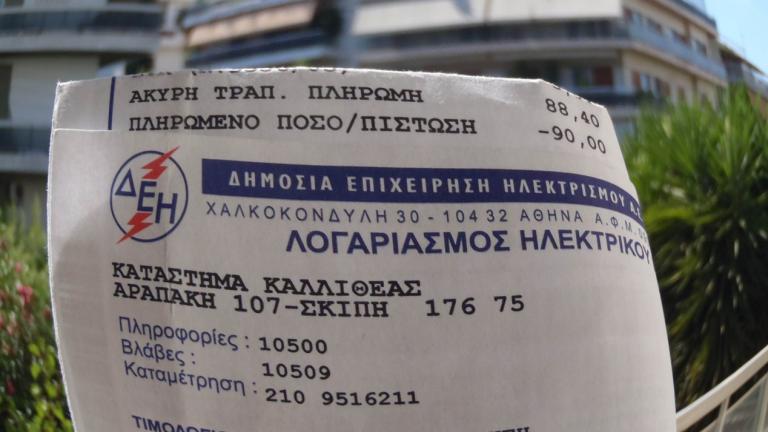 ΑΚΥΡΗ ΤΡΑΠ. ΠΛΗΡΩΜΗ 88,40
ΠΛΗΡΩΜΕΝΟ ΠΟΣΟ/ΠΙΣΤΩΣΗ -90,00
ΔΕΗ
ΔΗΜΟΣΙΑ ΕΠΙΧΕΙΡΗΣΗ ΗΛΕΚΤΡΙΣΜΟΥ Α.Ε.
ΧΑΛΚΟΚΟΝΔΥΛΗ 30 - 104 32 ΑΘΗΝΑ Α.Φ.Μ.
ΛΟΓΑΡΙΑΣΜΟΣ ΗΛΕΚΤΡΙΚΟΥ
ΚΑΤΑΣΤΗΜΑ ΚΑΛΛΙΘΕΑΣ
ΑΡΑΠΑΚΗ 107-ΣΚΙΠΗ 176 75
Πληροφορίες : 10500
Βλάβες : 10509
Καταμέτρηση : 210 9516211